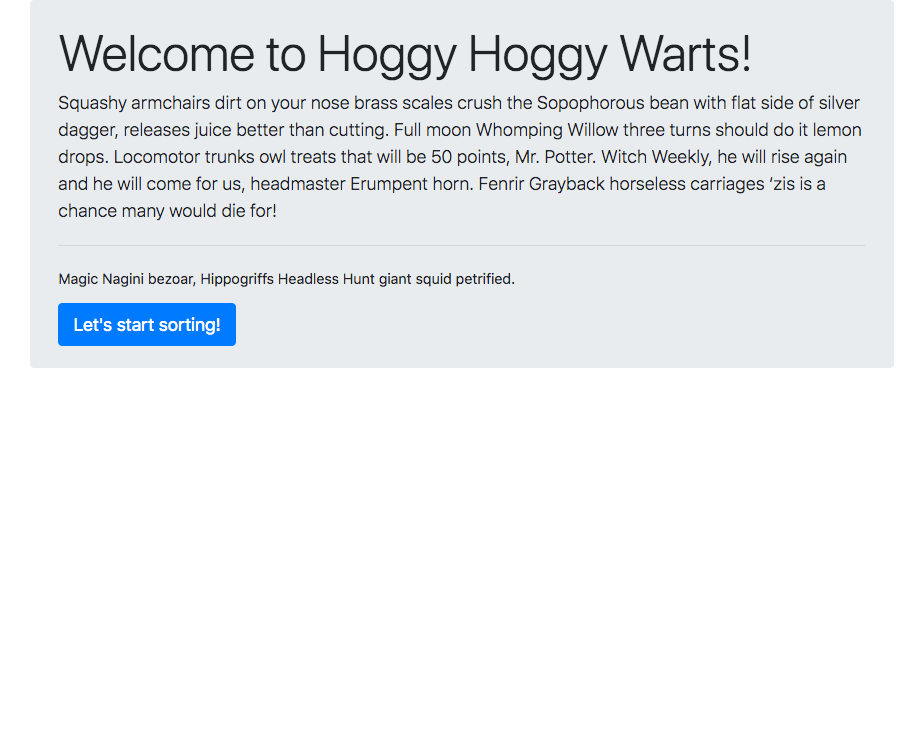 Welcome to Hoggy Hoggy Warts!
Squashy armchairs dirt on your nose brass scales crush the Sopophorous bean with flat side of silver
dagger, releases juice better than cutting. Full moon Whomping Willow three turns should do it lemon
drops. Locomotor trunks owl treats that will be 50 points, Mr. Potter. Witch Weekly, he will rise again
and he will come for us, headmaster Erumpent horn. Fenrir Grayback horseless carriages ‘zis is a
chance many would die for!
Magic Nagini bezoar, Hippogriffs Headless Hunt giant squid petrified.
Let's start sorting!